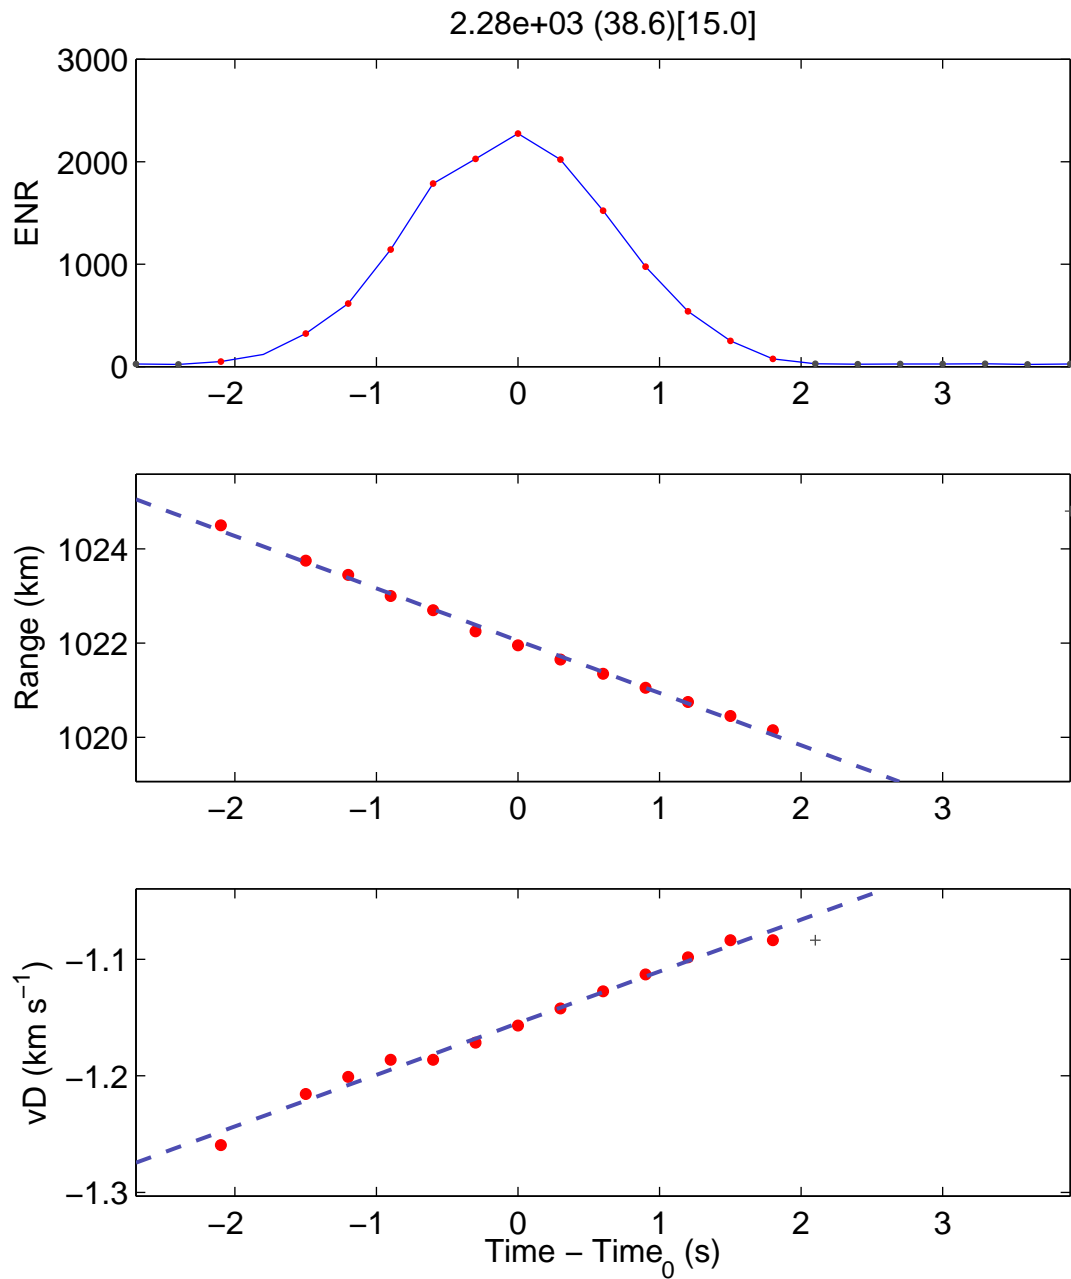 2.28e+03 (38.6)[15.0]
3000
2000
1000
0
ENR
−2 −1 0 1 2 3
1024
1022
1020
Range (km)
−2 −1 0 1 2 3
−1.1
−1.2
−1.3
vD (km s−1)
−2 −1 0 1 2 3
Time − Time0 (s)